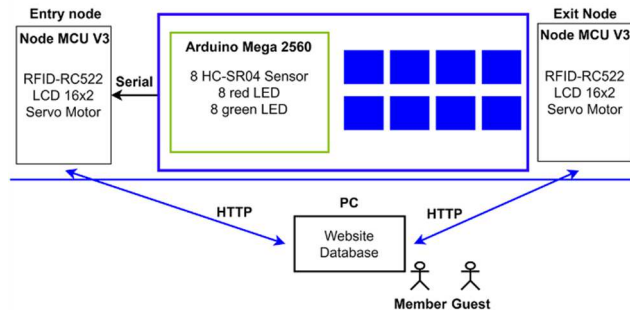 Entry node
Node MCU V3
RFID-RC522
LCD 16x2
Servo Motor
Serial
Arduino Mega 2560
8 HC-SR04 Sensor
8 red LED
8 green LED
Exit Node
Node MCU V3
RFID-RC522
LCD 16x2
Servo Motor
HTTP
PC
HTTP
Website
Database
Member Guest